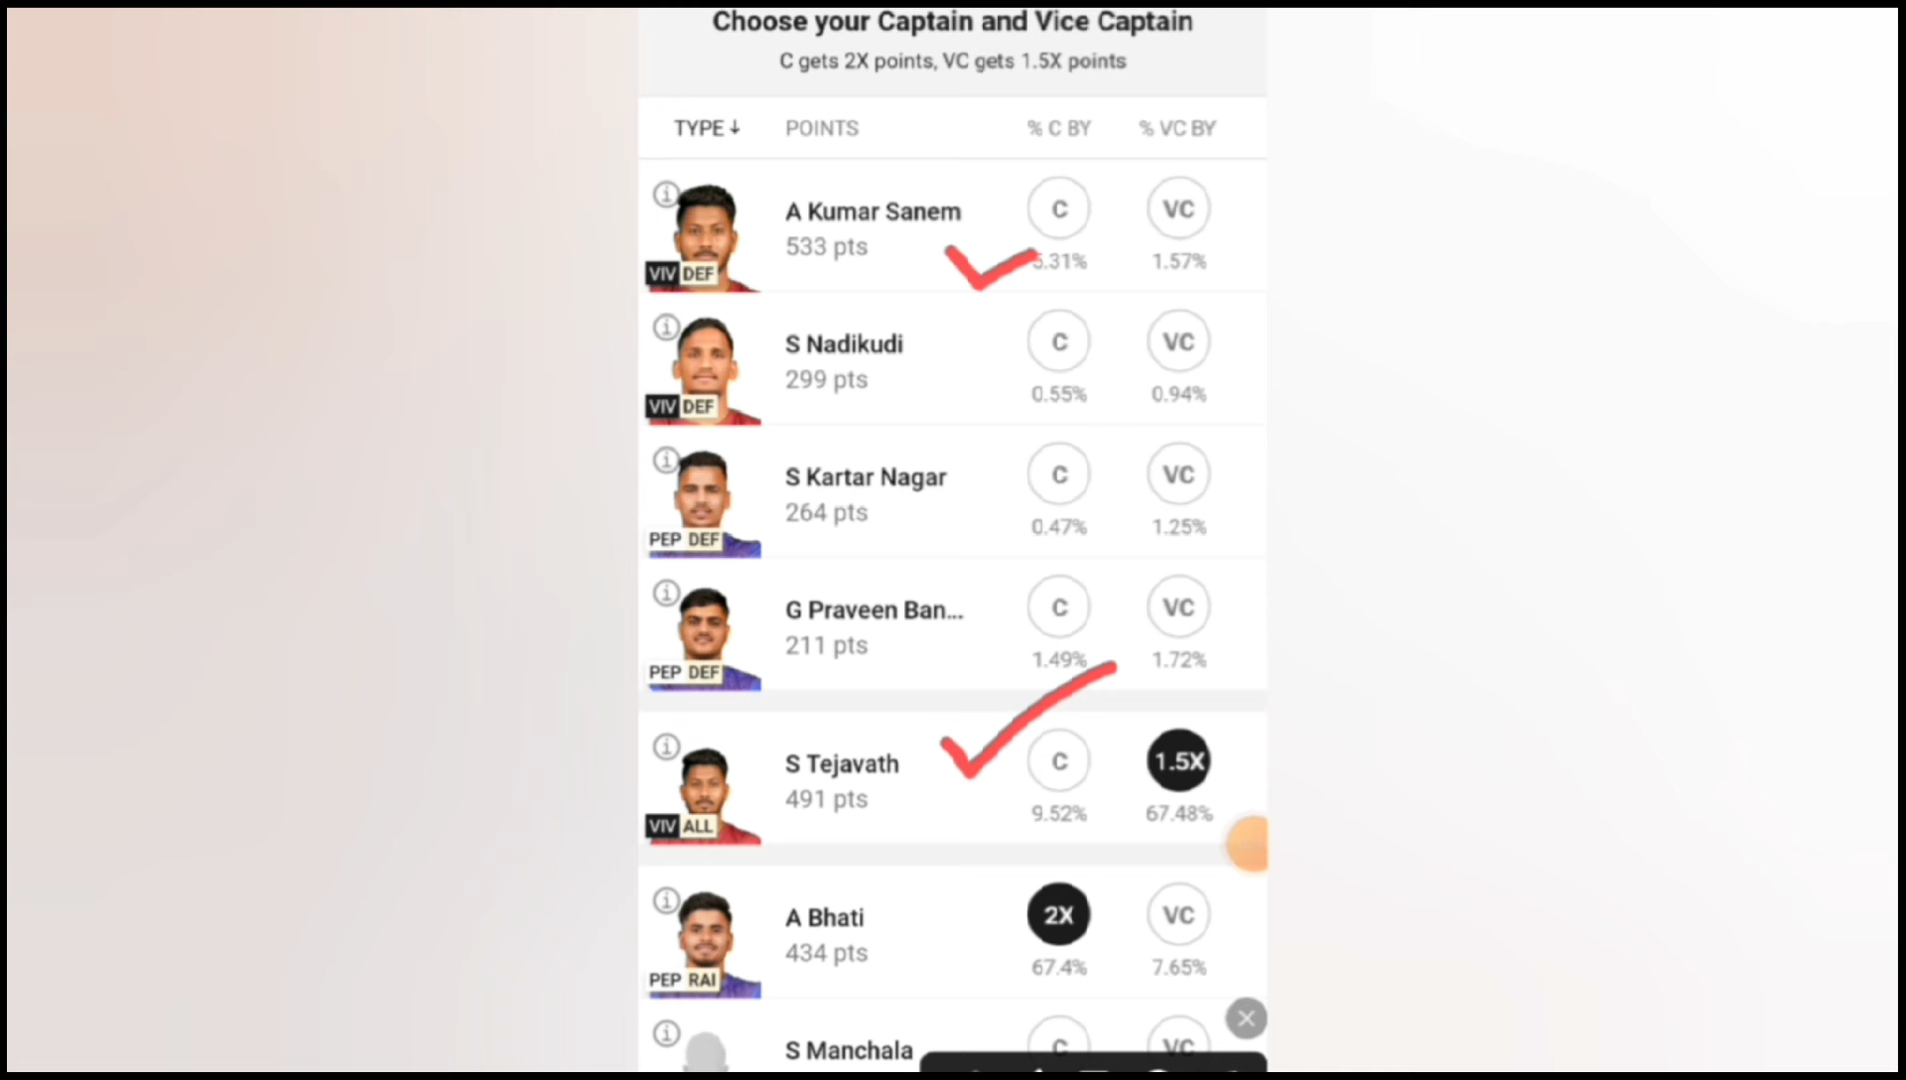 Choose your Captain and Vice Captain
C gets 2X points, VC gets 1.5X points
TYPE↓ POINTS % C BY % VC BY
A Kumar Sanem C VC
533 pts 5.31% 1.57%
VIV DEF
S Nadikudi C VC
299 pts 0.55% 0.94%
VIV DEF
S Kartar Nagar C VC
264 pts 0.47% 1.25%
PEP DEF
G Praveen Ban... C VC
211 pts 1.49% 1.72%
PEP DEF
S Tejavath C 1.5X
491 pts 9.52% 67.48%
VIV ALL
A Bhati 2X VC
434 pts 67.4% 7.65%
PEP RAI
S Manchala C VC